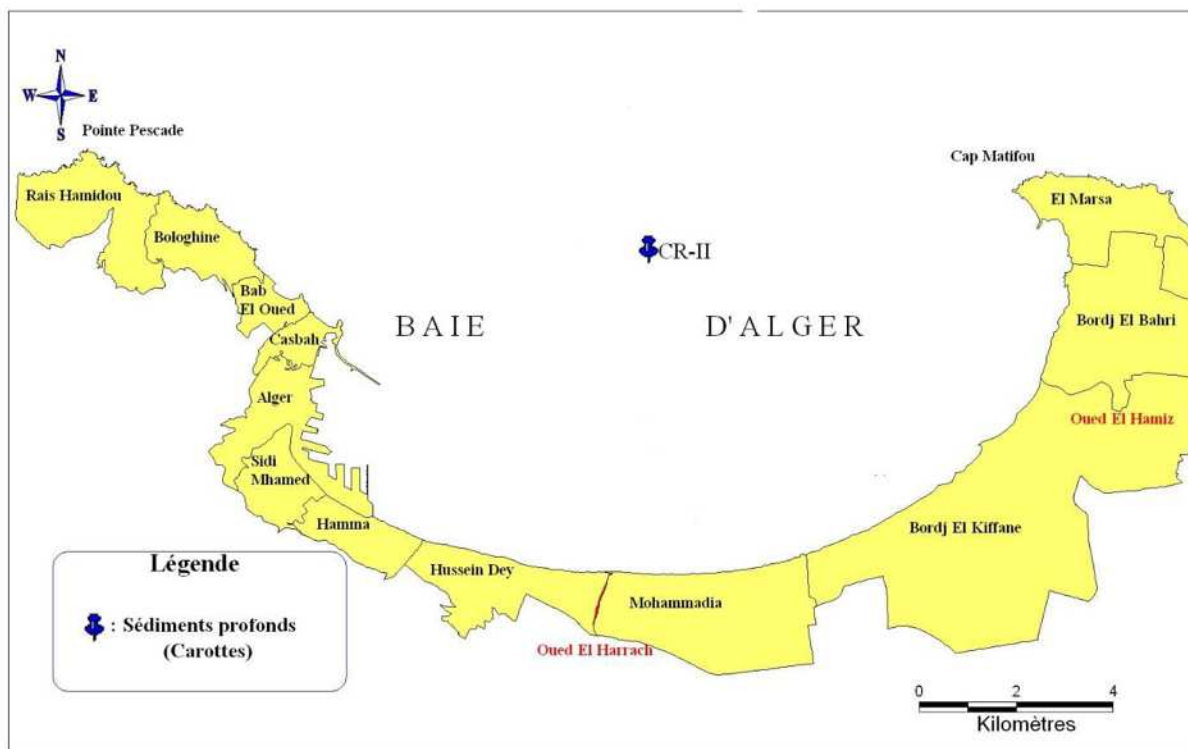 N
W E
S
Pointe Pescade
Cap Matifou
Rais Hamidou
El Marsa
Bologhine
CR-II
Bab
El Oued
BAIE D'ALGER
Bordj El Bahri
Casbah
Alger
Oued El Hamiz
Sidi
Mhamed
Hamma
Bordj El Kiffane
Hussein Dey
Mohammadia
Oued El Harrach
Légende
: Sédiments profonds
(Carottes)
0 2 4
Kilomètres